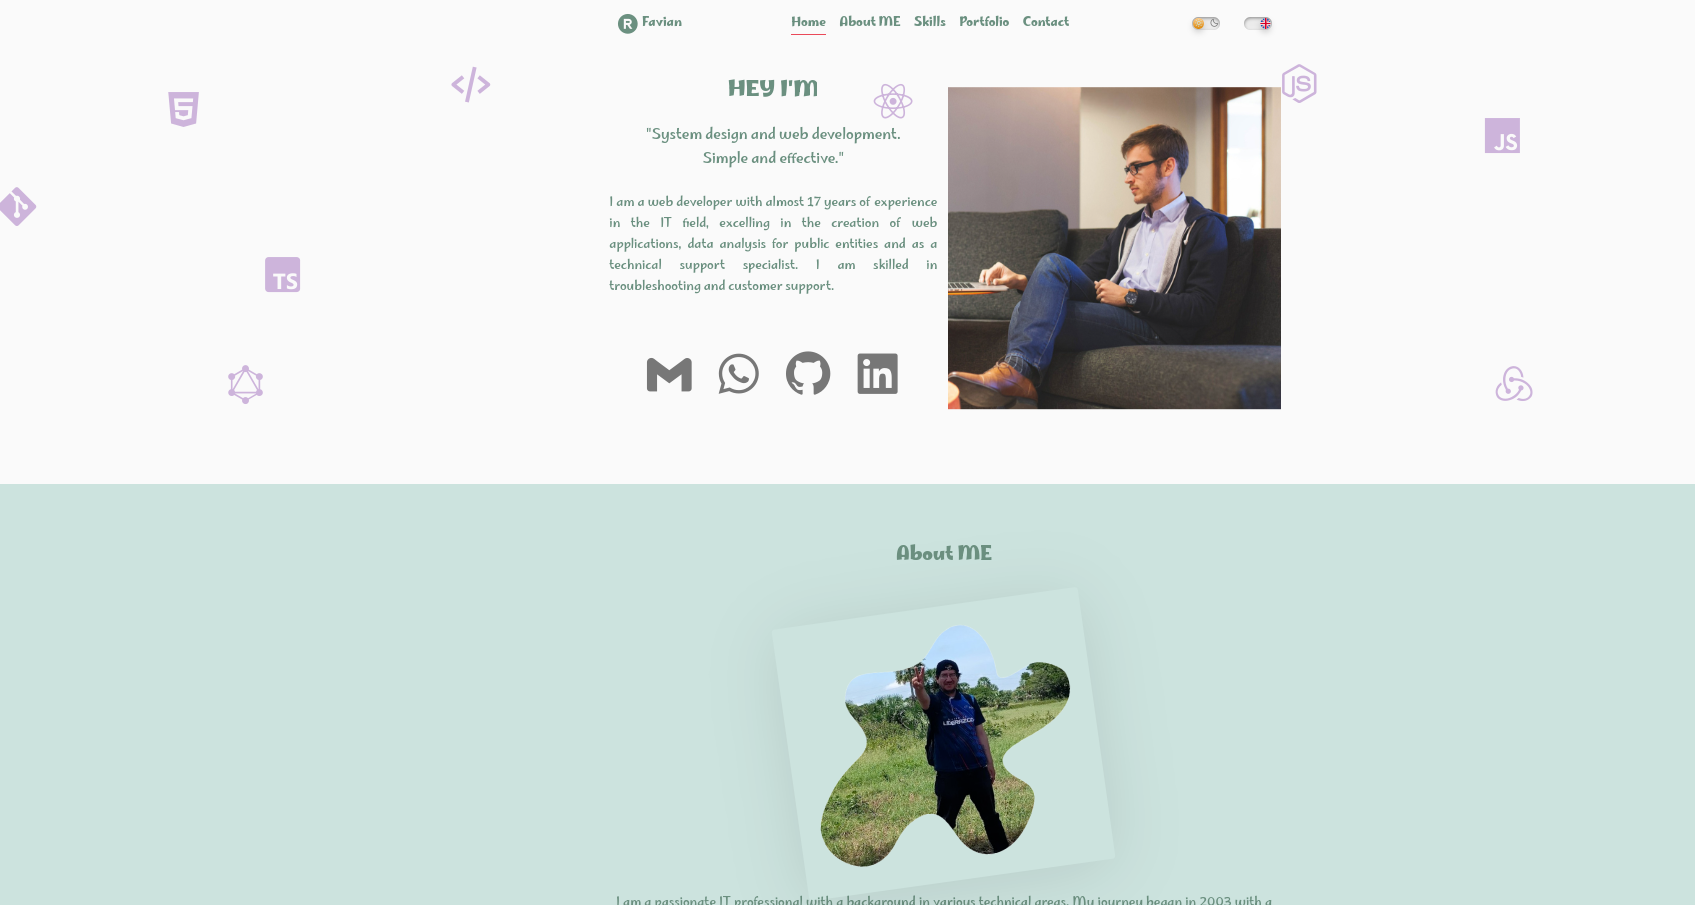 R Favian
Home About ME Skills Portfolio Contact
HEY I'M
"System design and web development.
Simple and effective."
I am a web developer with almost 17 years of experience
in the IT field, excelling in the creation of web
applications, data analysis for public entities and as a
technical support specialist. I am skilled in
troubleshooting and customer support.
in
5
JS
JS
TS
About ME
I am a passionate IT professional with a background in various technical areas. My journey began in 2003 with a